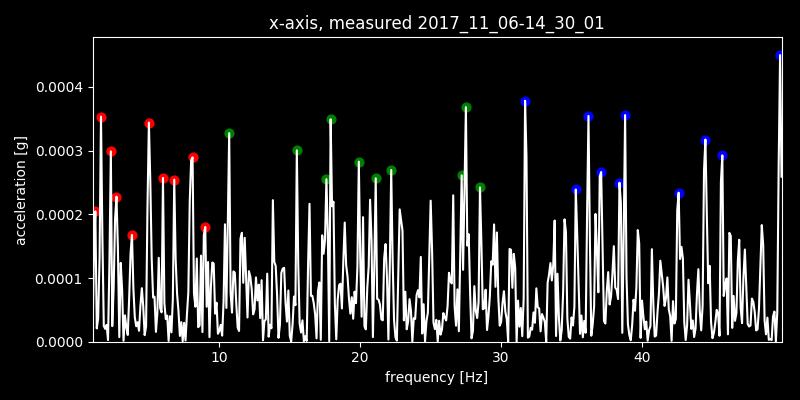 x-axis, measured 2017_11_06-14_30_01
acceleration [g]
0.0004
0.0003
0.0002
0.0001
0.0000
10 20 30 40
frequency [Hz]